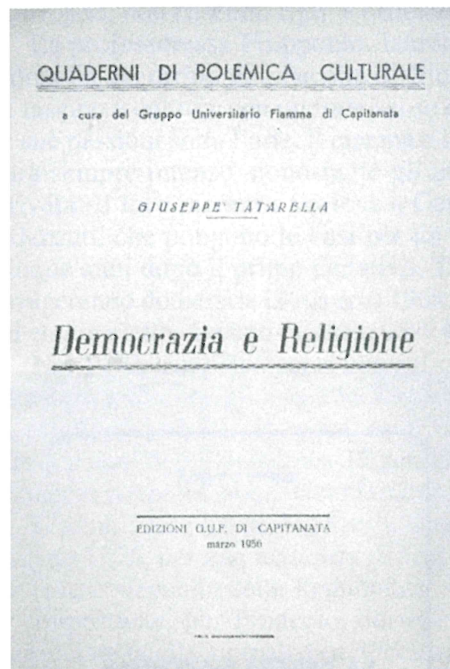 QUADERNI DI POLEMICA CULTURALE
a cura del Gruppo Universitario Fiamma di Capitanata
GIUSEPPE TATARELLA
Democrazia e Religione
EDIZIONI G.U.F. DI CAPITANATA
marzo 1956